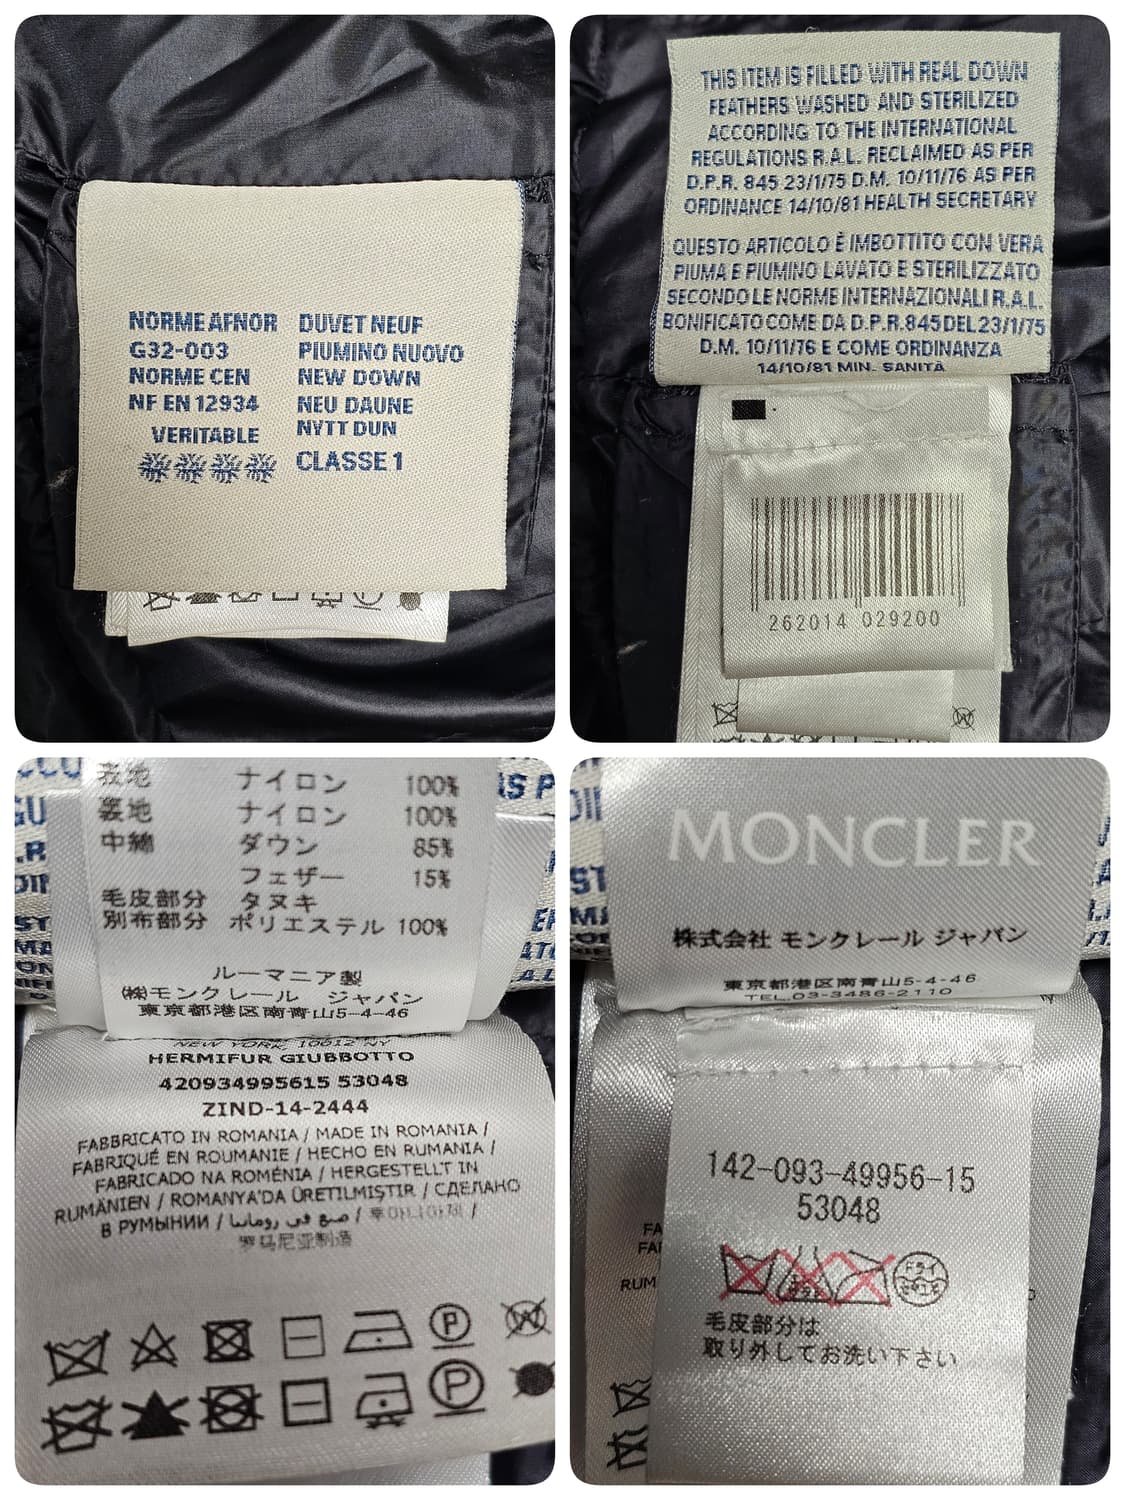 NORME AFNOR
G32-003
NORME CEN
NF EN 12934
VERITABLE
DUVET NEUF
PIUMINO NUOVO
NEW DOWN
NEU DAUNE
NYTT DUN
CLASSE 1
THIS ITEM IS FILLED WITH REAL DOWN
FEATHERS WASHED AND STERILIZED
ACCORDING TO THE INTERNATIONAL
REGULATIONS R.A.L. RECLAIMED AS PER
D.P.R. 845 23/1/75 D.M. 10/11/76 AS PER
ORDINANCE 14/10/81 HEALTH SECRETARY
QUESTO ARTICOLO È IMBOTTITO CON VERA
PIUMA E PIUMINO LAVATO E STERILIZZATO
SECONDO LE NORME INTERNAZIONALI R.A.L.
BONIFICATO COME DA D.P.R. 845 DEL 23/1/75
D.M. 10/11/76 E COME ORDINANZA
14/10/81 MIN. SANITÀ
262014 029200
表地 ナイロン 100%
裏地 ナイロン 100%
中綿 ダウン 85%
フェザー 15%
毛皮部分 タヌキ
別布部分 ポリエステル 100%
ルーマニア製
㈱モンクレール ジャパン
東京都港区南青山5-4-46
NEW YORK, 10012 NY
HERMIFUR GIUBBOTTO
420934995615 53048
ZIND-14-2444
FABBRICATO IN ROMANIA / MADE IN ROMANIA /
FABRIQUÉ EN ROUMANIE / HECHO EN RUMANIA /
FABRICADO NA ROMÉNIA / HERGESTELLT IN
RUMÄNIEN / ROMANYA'DA ÜRETILMIŞTIR / СДЕЛАНО
В РУМЫНИИ / صنع في رومانيا / 루마니아제 /
罗马尼亚制造
MONCLER
株式会社 モンクレール ジャパン
東京都港区南青山5-4-46
TEL.03-3486-2110
142-093-49956-15
53048
ドライ
毛皮部分は
取り外してお洗い下さい